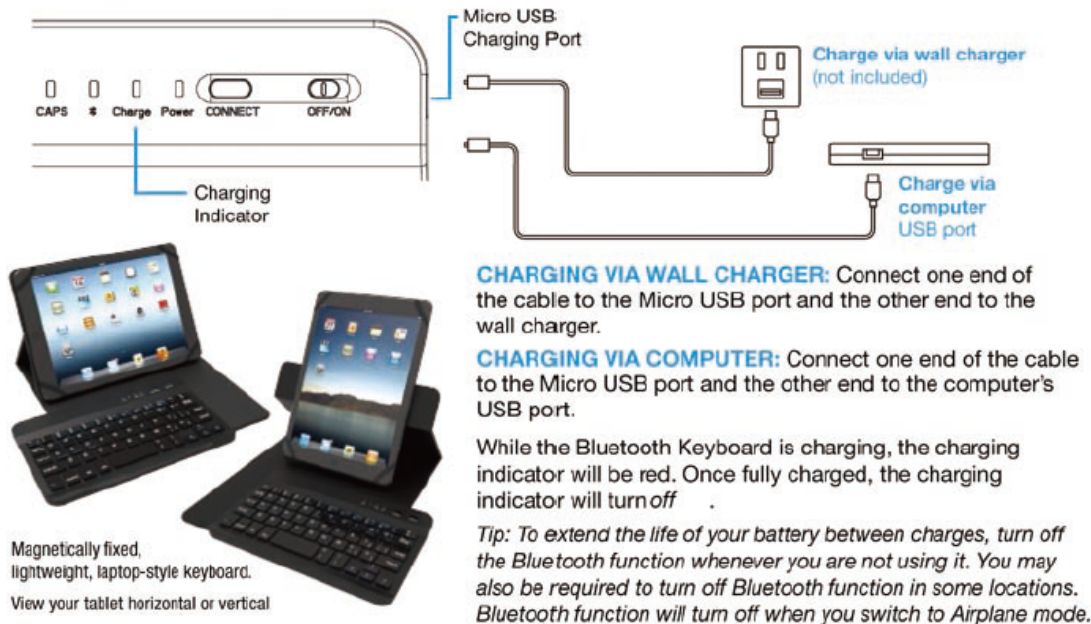 Micro USB
Charging Port
Charge via wall charger
(not included)
CAPS
Charge
Power
CONNECT
OFF/ON
Charging
Indicator
Charge via
computer
USB port
CHARGING VIA WALL CHARGER: Connect one end of
the cable to the Micro USB port and the other end to the
wall charger.
CHARGING VIA COMPUTER: Connect one end of the cable
to the Micro USB port and the other end to the computer's
USB port.
While the Bluetooth Keyboard is charging, the charging
indicator will be red. Once fully charged, the charging
indicator will turn off .
Tip: To extend the life of your battery between charges, turn off
the Bluetooth function whenever you are not using it. You may
also be required to turn off Bluetooth function in some locations.
Bluetooth function will turn off when you switch to Airplane mode.
Magnetically fixed,
lightweight, laptop-style keyboard.
View your tablet horizontal or vertical